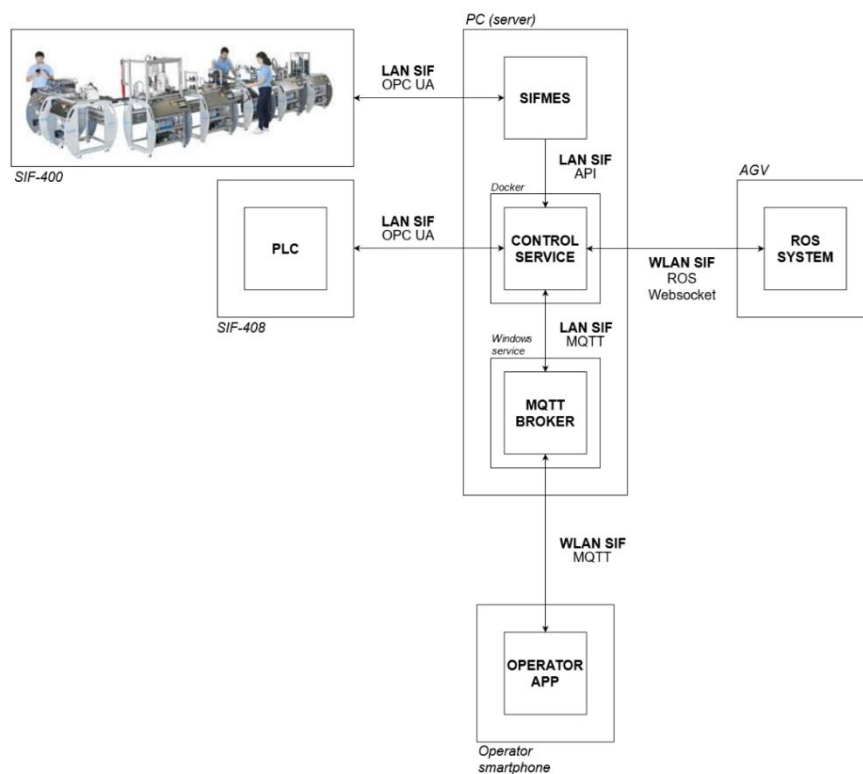 PC (server)
LAN SIF
OPC UA
SIFMES
SIF-400
LAN SIF
API
Docker
AGV
PLC
LAN SIF
OPC UA
CONTROL
SERVICE
WLAN SIF
ROS
Websocket
ROS
SYSTEM
SIF-408
LAN SIF
MQTT
Windows
service
MQTT
BROKER
WLAN SIF
MQTT
OPERATOR
APP
Operator
smartphone